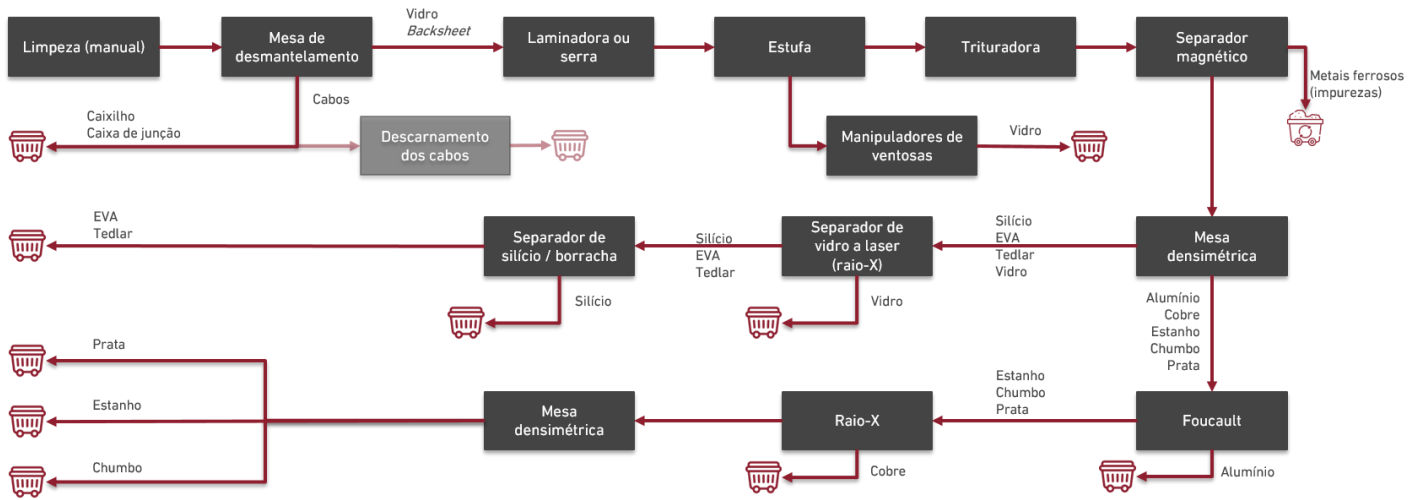 Limpeza (manual)
Mesa de
desmantelamento
Vidro
Backsheet
Laminadora ou
serra
Estufa
Trituradora
Separador
magnético
Metais ferrosos
(impurezas)
Cabos
Caixilho
Caixa de junção
Descarnamento
dos cabos
Manipuladores de
ventosas
Vidro
EVA
Tedlar
Separador de
silício / borracha
Silício
EVA
Tedlar
Separador de
vidro a laser
(raio-X)
Silício
EVA
Tedlar
Vidro
Mesa
densimétrica
Silício
Vidro
Alumínio
Cobre
Estanho
Chumbo
Prata
Prata
Estanho
Chumbo
Mesa
densimétrica
Raio-X
Estanho
Chumbo
Prata
Foucault
Cobre
Alumínio